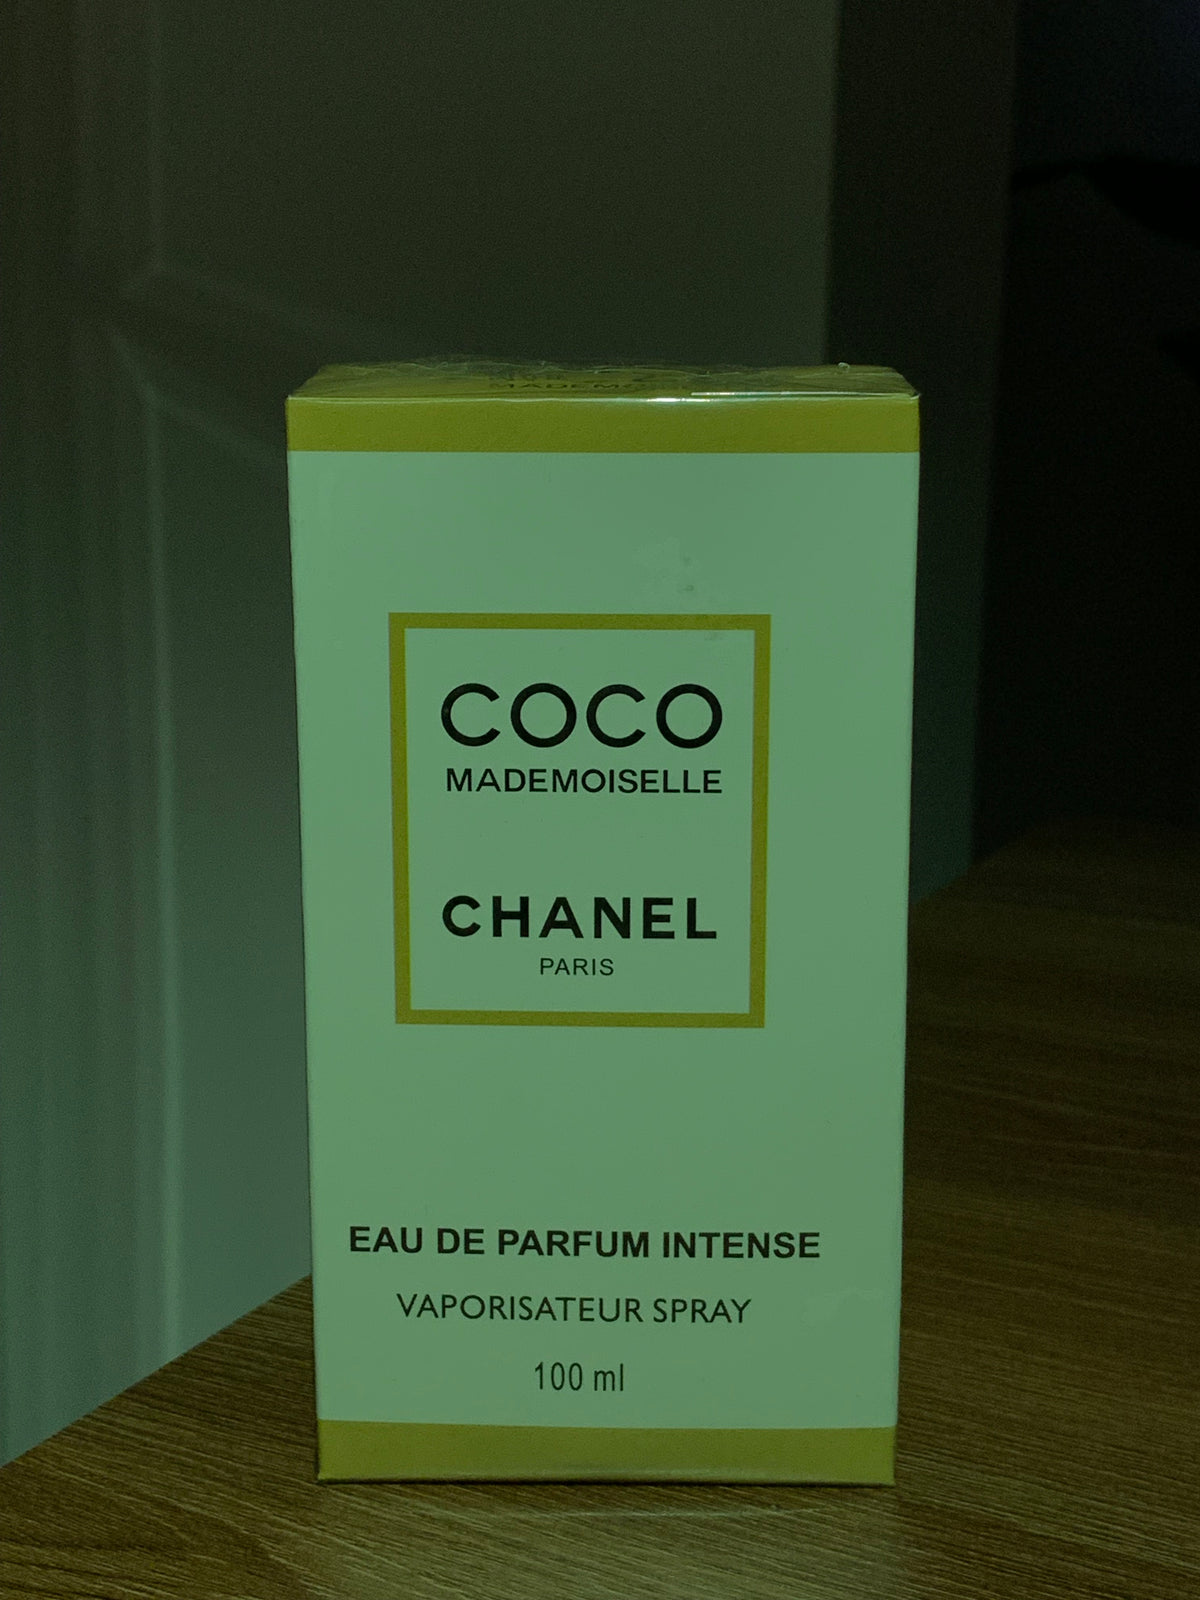 COCO
MADEMOISELLE
CHANEL
PARIS
EAU DE PARFUM INTENSE
VAPORISATEUR SPRAY
100 ml